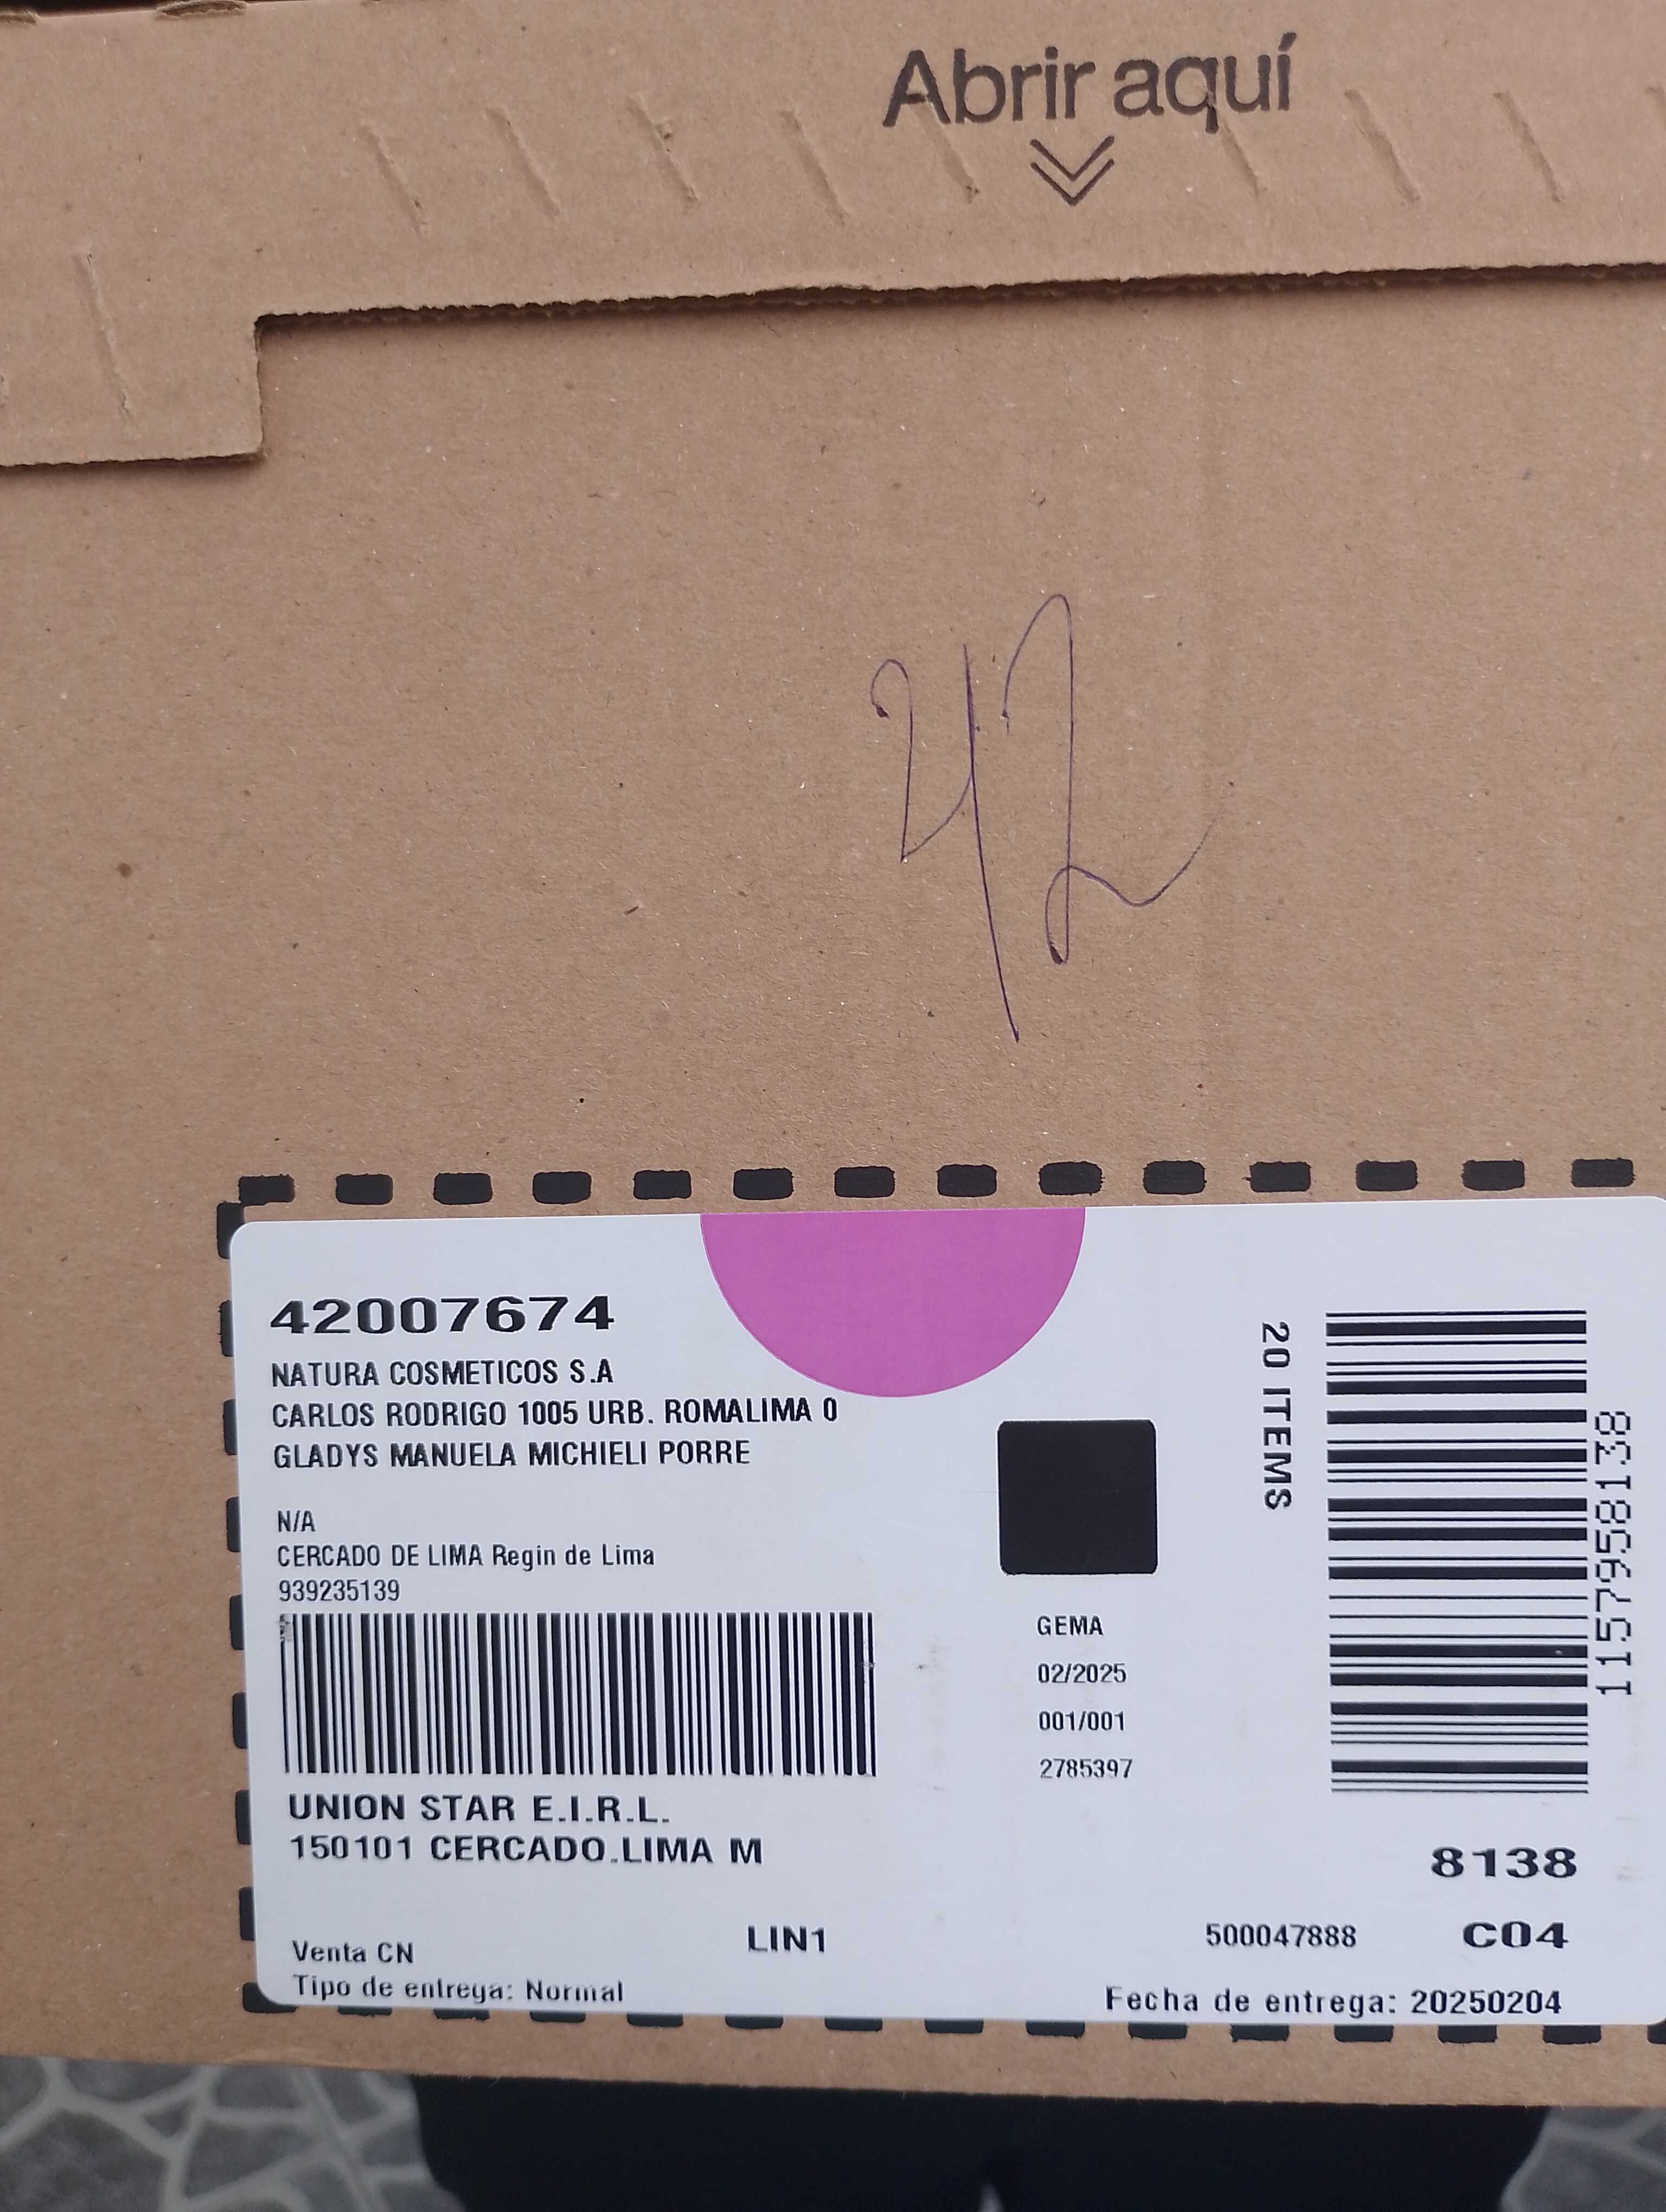 Abrir aquí
42
42007674
NATURA COSMETICOS S.A
CARLOS RODRIGO 1005 URB. ROMALIMA 0
GLADYS MANUELA MICHIELI PORRE
N/A
CERCADO DE LIMA Regin de Lima
939235139
UNION STAR E.I.R.L.
150101 CERCADO.LIMA M
Venta CN
LIN1
Tipo de entrega: Normal
GEMA
02/2025
001/001
2785397
20 ITEMS
1157958138
8138
500047888 C04
Fecha de entrega: 20250204